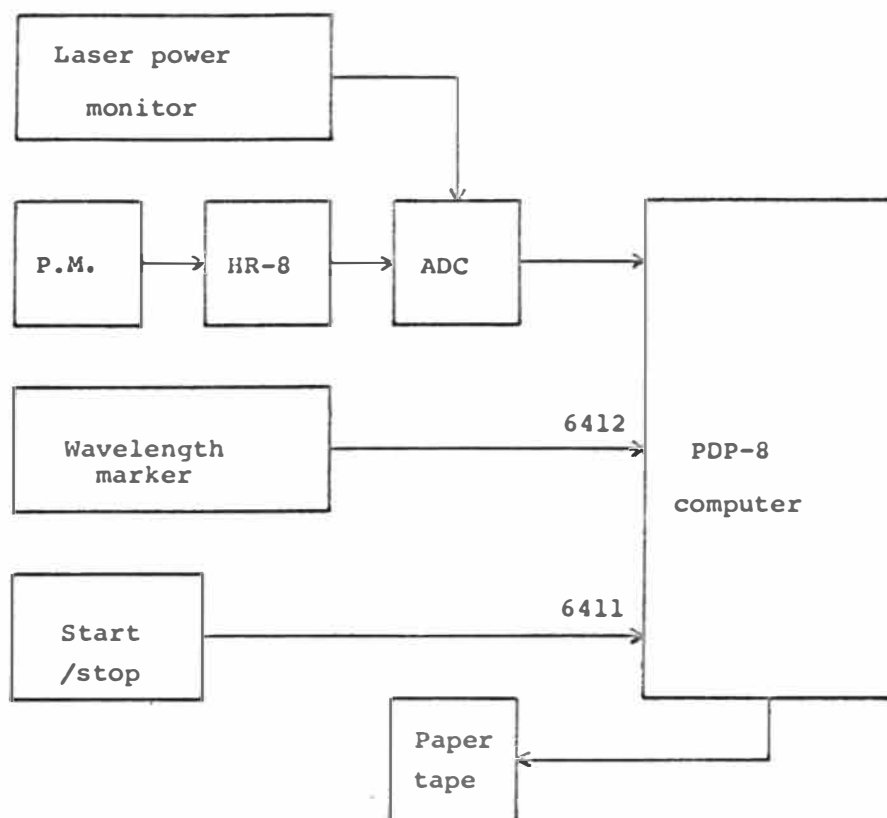 Laser power
monitor
P.M.
HR-8
ADC
6412
Wavelength
marker
PDP-8
computer
6411
Start
/stop
Paper
tape